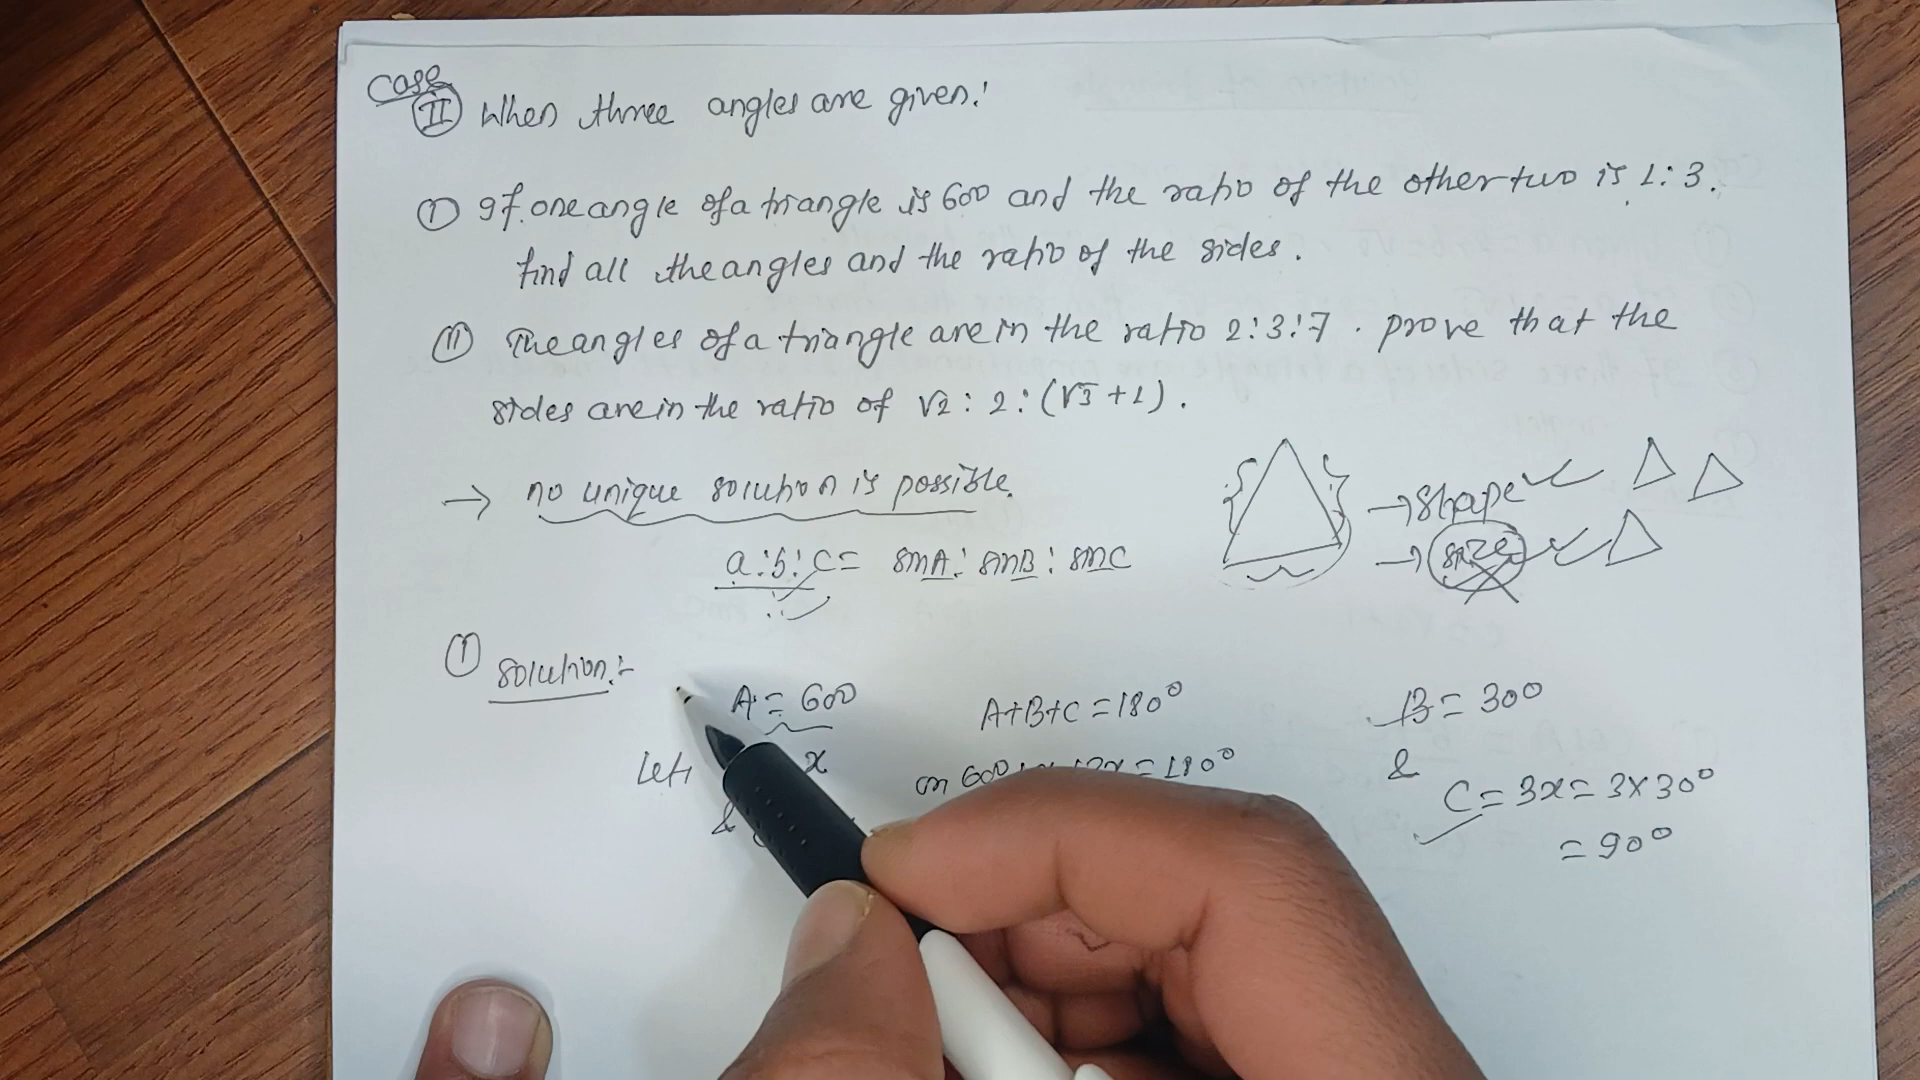 Case
II When three angles are given:
I If one angle of a triangle is 60° and the ratio of the other two is 1:3.
find all the angles and the ratio of the sides.
II The angles of a triangle are in the ratio 2:3:7. prove that the
sides are in the ratio of √2 : 2 : (√3+1).
→ no unique solution is possible.
→ shape
a:b:c = sinA : sinB : sinC
→ size
I solution:-
A = 60° A+B+C = 180° B = 30°
Let, x or 60° = 180° &
& C = 3x = 3×30°
= 90°